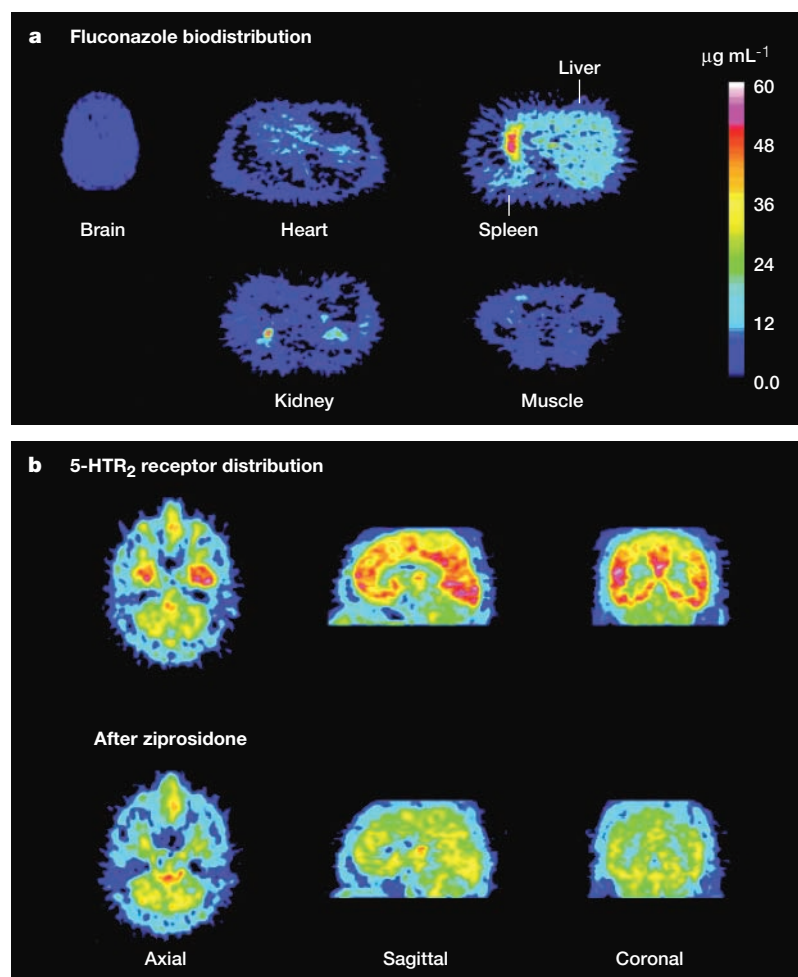 a Fluconazole biodistribution
µg mL⁻¹
Liver
60
48
36
24
12
0.0
Brain
Heart
Spleen
Kidney
Muscle
b 5-HTR₂ receptor distribution
After ziprosidone
Axial
Sagittal
Coronal